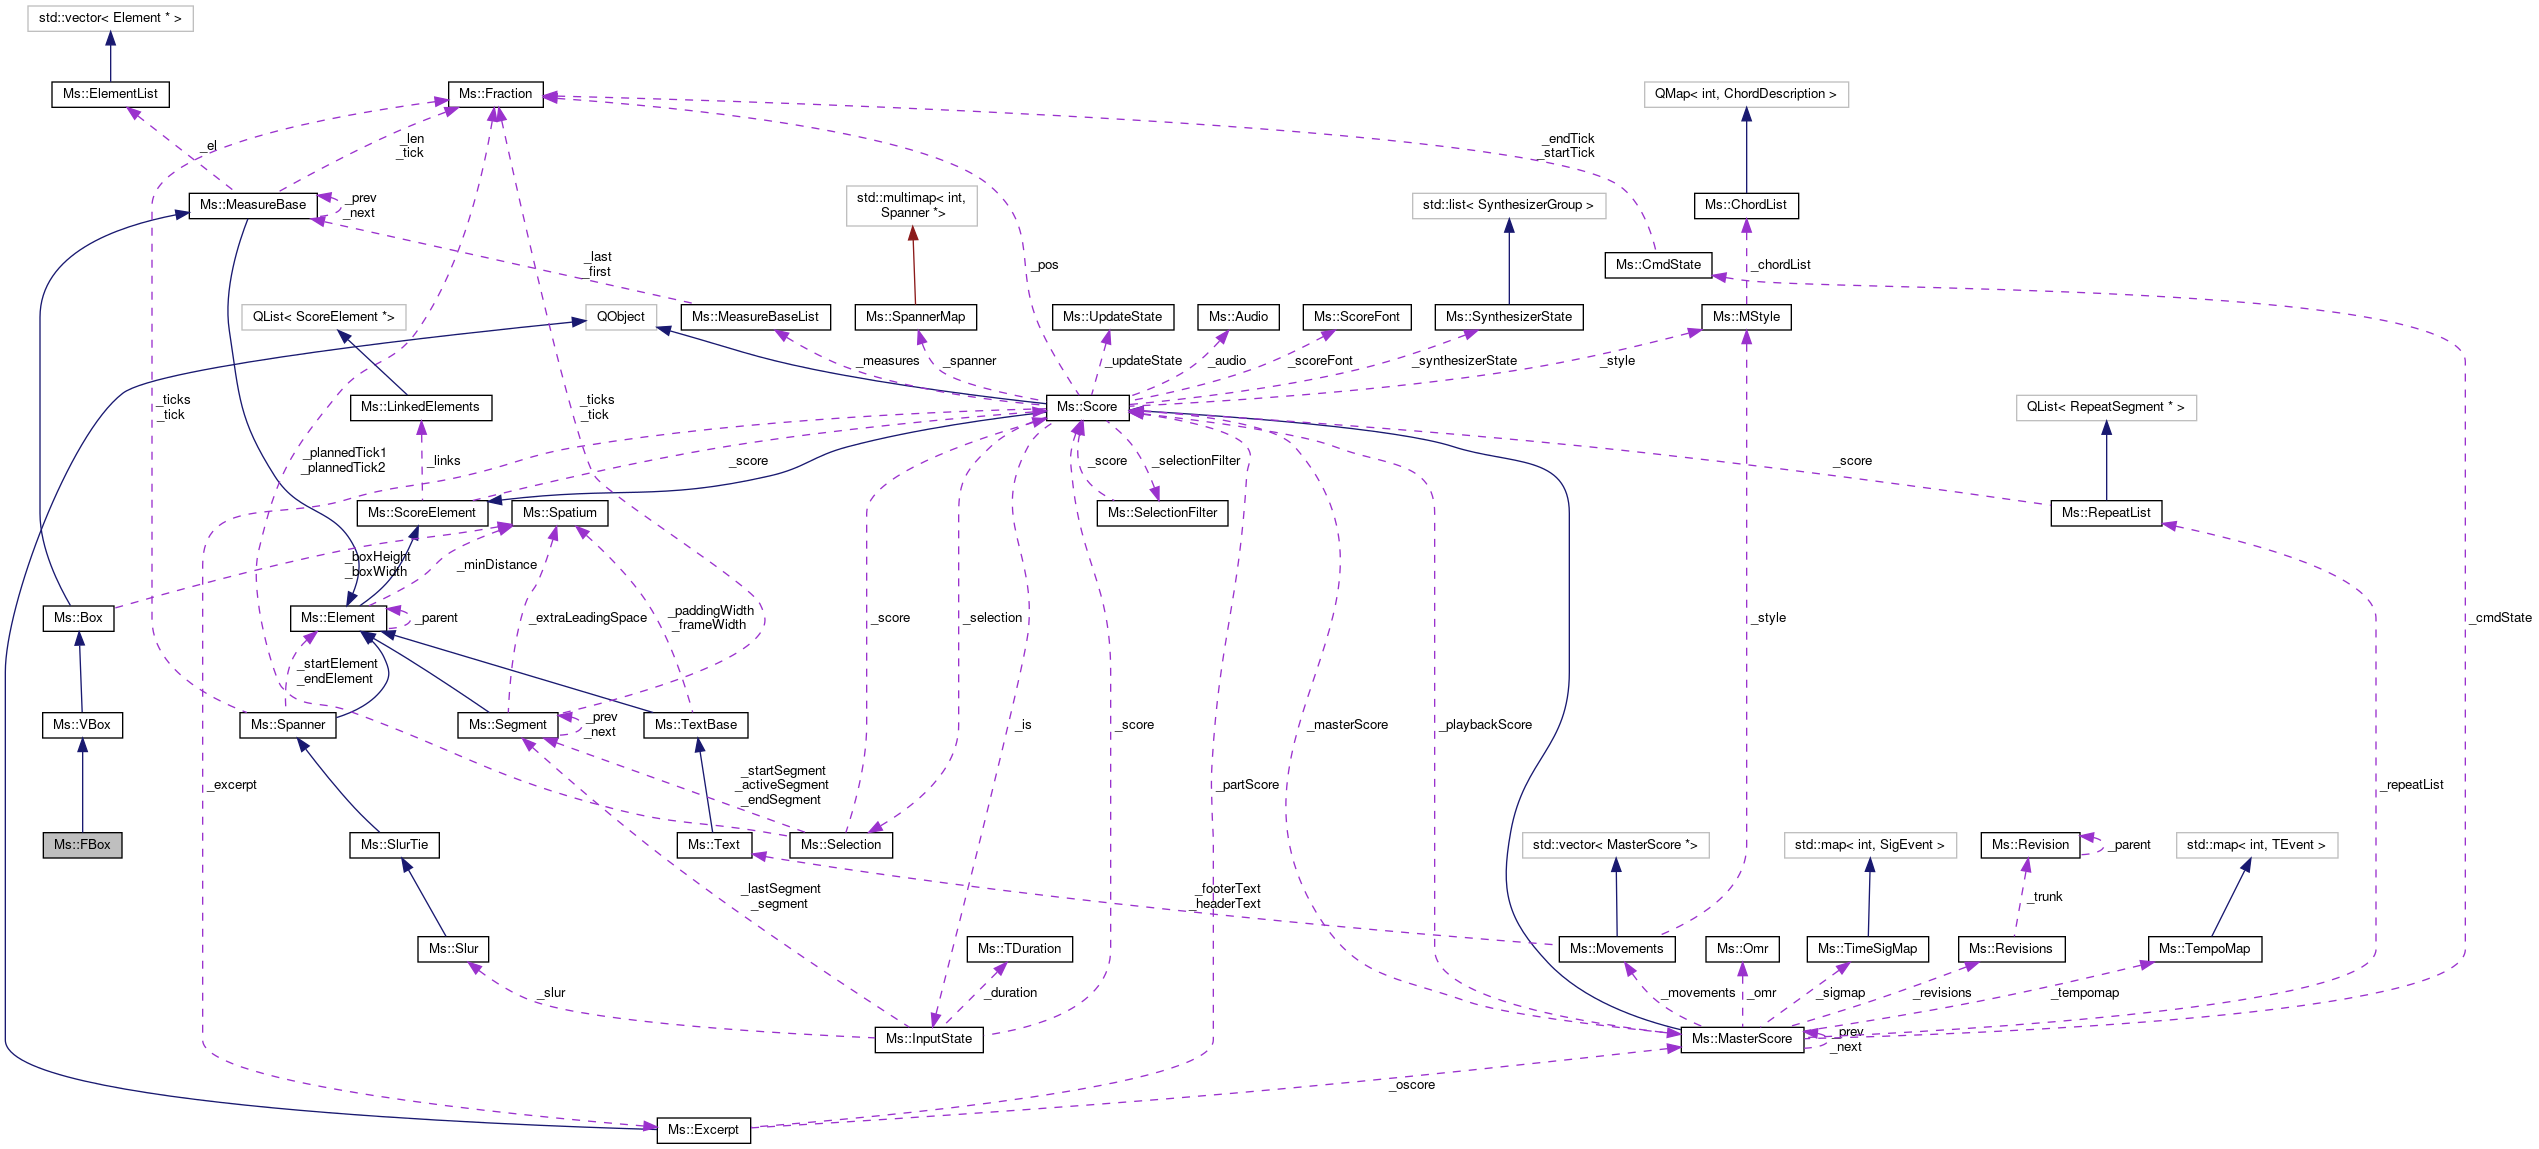 std::vector< Element * >
Ms::ElementList
Ms::Fraction
QMap< int, ChordDescription >
_el
_len
_tick
_endTick
_startTick
Ms::MeasureBase
_prev
_next
std::multimap< int,
Spanner *>
std::list< SynthesizerGroup >
Ms::ChordList
_last
_first
_pos
Ms::CmdState
_chordList
QList< ScoreElement *>
QObject
Ms::MeasureBaseList
Ms::SpannerMap
Ms::UpdateState
Ms::Audio
Ms::ScoreFont
Ms::SynthesizerState
Ms::MStyle
_measures
_spanner
_updateState
_audio
_scoreFont
_synthesizerState
_style
_ticks
_tick
Ms::LinkedElements
_ticks
_tick
Ms::Score
QList< RepeatSegment * >
_plannedTick1
_plannedTick2
_links
_score
_score
_selectionFilter
_score
Ms::ScoreElement
Ms::Spatium
Ms::SelectionFilter
Ms::RepeatList
_boxHeight
_boxWidth
_minDistance
Ms::Box
Ms::Element
_parent
_extraLeadingSpace
_paddingWidth
_frameWidth
_score
_selection
_style
_cmdState
_startElement
_endElement
Ms::VBox
Ms::Spanner
Ms::Segment
_prev
_next
Ms::TextBase
_is
_score
_masterScore
_playbackScore
_excerpt
_startSegment
_activeSegment
_endSegment
_partScore
_repeatList
Ms::FBox
Ms::SlurTie
Ms::Text
Ms::Selection
std::vector< MasterScore *>
std::map< int, SigEvent >
Ms::Revision
_parent
std::map< int, TEvent >
_lastSegment
_segment
_footerText
_headerText
_trunk
Ms::Slur
Ms::TDuration
Ms::Movements
Ms::Omr
Ms::TimeSigMap
Ms::Revisions
Ms::TempoMap
_slur
_duration
_movements
_omr
_sigmap
_revisions
_tempomap
Ms::InputState
Ms::MasterScore
_prev
_next
_oscore
Ms::Excerpt